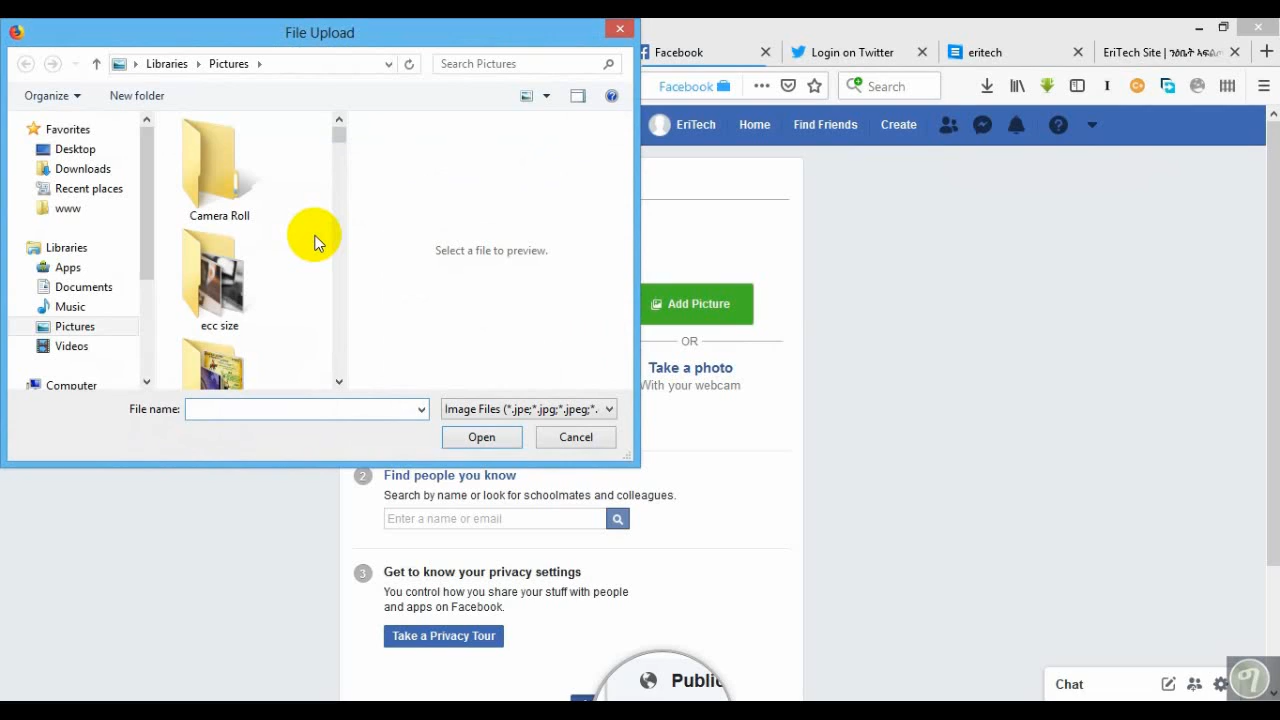 File Upload
Libraries Pictures
Search Pictures
Organize
New folder
Favorites
Desktop
Downloads
Recent places
www
Libraries
Apps
Documents
Music
Pictures
Videos
Computer
Camera Roll
ecc size
Select a file to preview.
File name:
Image Files (*.jpe;*.jpg;*.jpeg;*.
Open
Cancel
Facebook
Login on Twitter
eritech
EriTech Site |
Facebook
Search
EriTech
Home
Find Friends
Create
Add Picture
OR
Take a photo
With your webcam
2
Find people you know
Search by name or look for schoolmates and colleagues.
Enter a name or email
3
Get to know your privacy settings
You control how you share your stuff with people
and apps on Facebook.
Take a Privacy Tour
Public
Chat